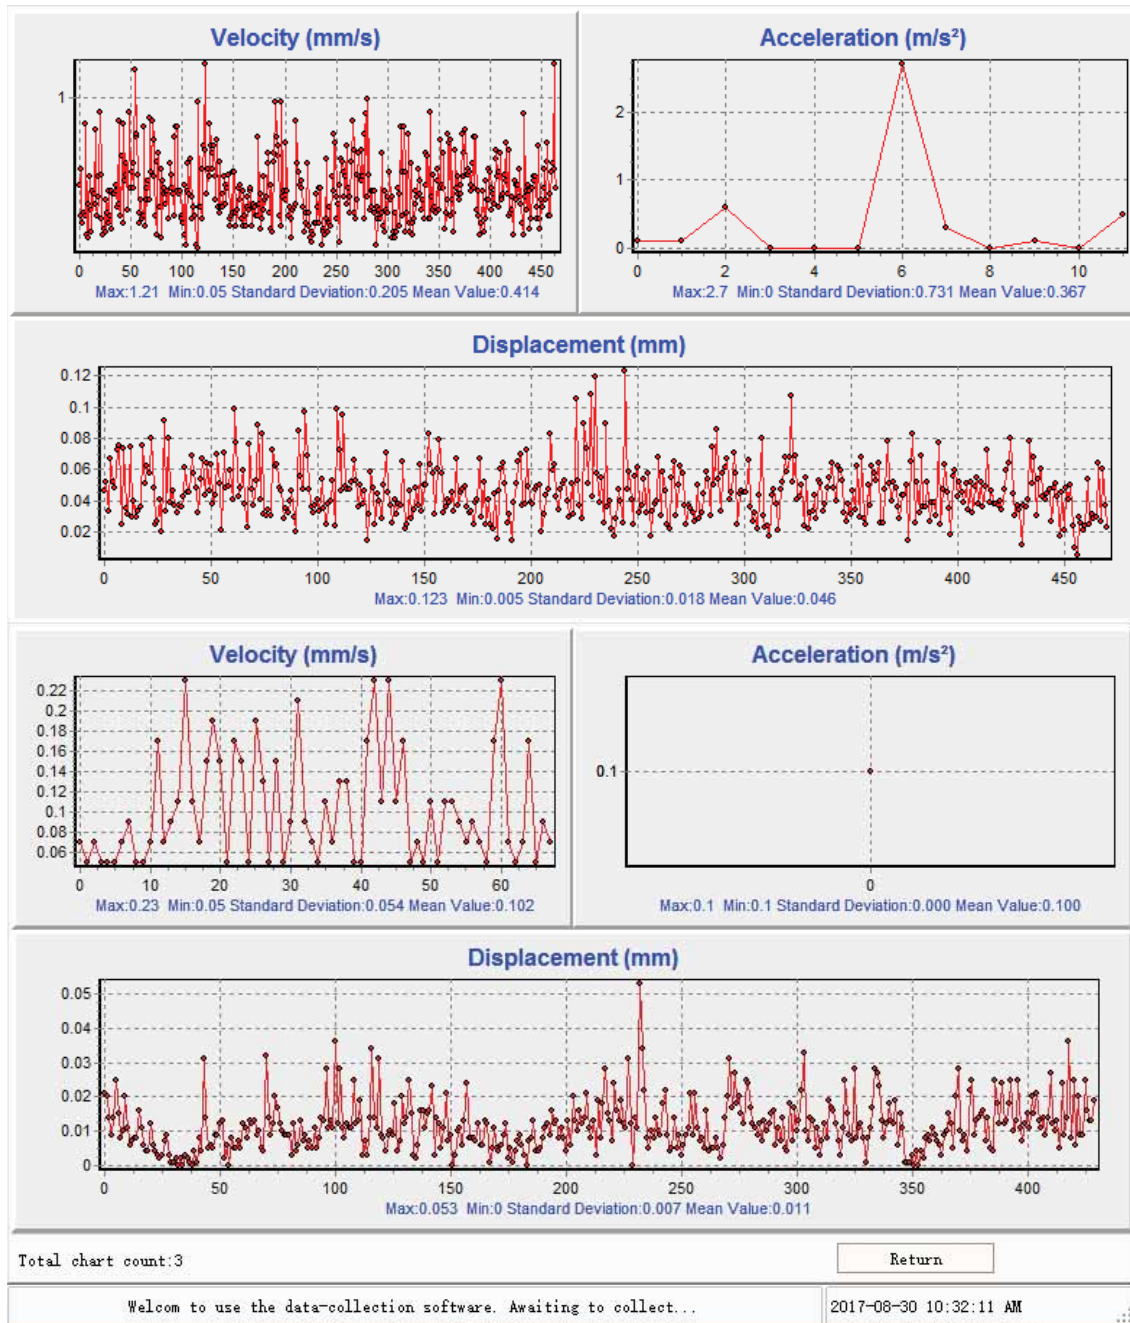 Velocity (mm/s)
1
0 50 100 150 200 250 300 350 400 450
Max:1.21 Min:0.05 Standard Deviation:0.205 Mean Value:0.414
Acceleration (m/s²)
2
1
0
0 2 4 6 8 10
Max:2.7 Min:0 Standard Deviation:0.731 Mean Value:0.367
Displacement (mm)
0.12
0.1
0.08
0.06
0.04
0.02
0 50 100 150 200 250 300 350 400 450
Max:0.123 Min:0.005 Standard Deviation:0.018 Mean Value:0.046
Velocity (mm/s)
0.22
0.2
0.18
0.16
0.14
0.12
0.1
0.08
0.06
0 10 20 30 40 50 60
Max:0.23 Min:0.05 Standard Deviation:0.054 Mean Value:0.102
Acceleration (m/s²)
0.1
0
Max:0.1 Min:0.1 Standard Deviation:0.000 Mean Value:0.100
Displacement (mm)
0.05
0.04
0.03
0.02
0.01
0
0 50 100 150 200 250 300 350 400
Max:0.053 Min:0 Standard Deviation:0.007 Mean Value:0.011
Total chart count:3
Return
Welcom to use the data-collection software. Awaiting to collect...
2017-08-30 10:32:11 AM